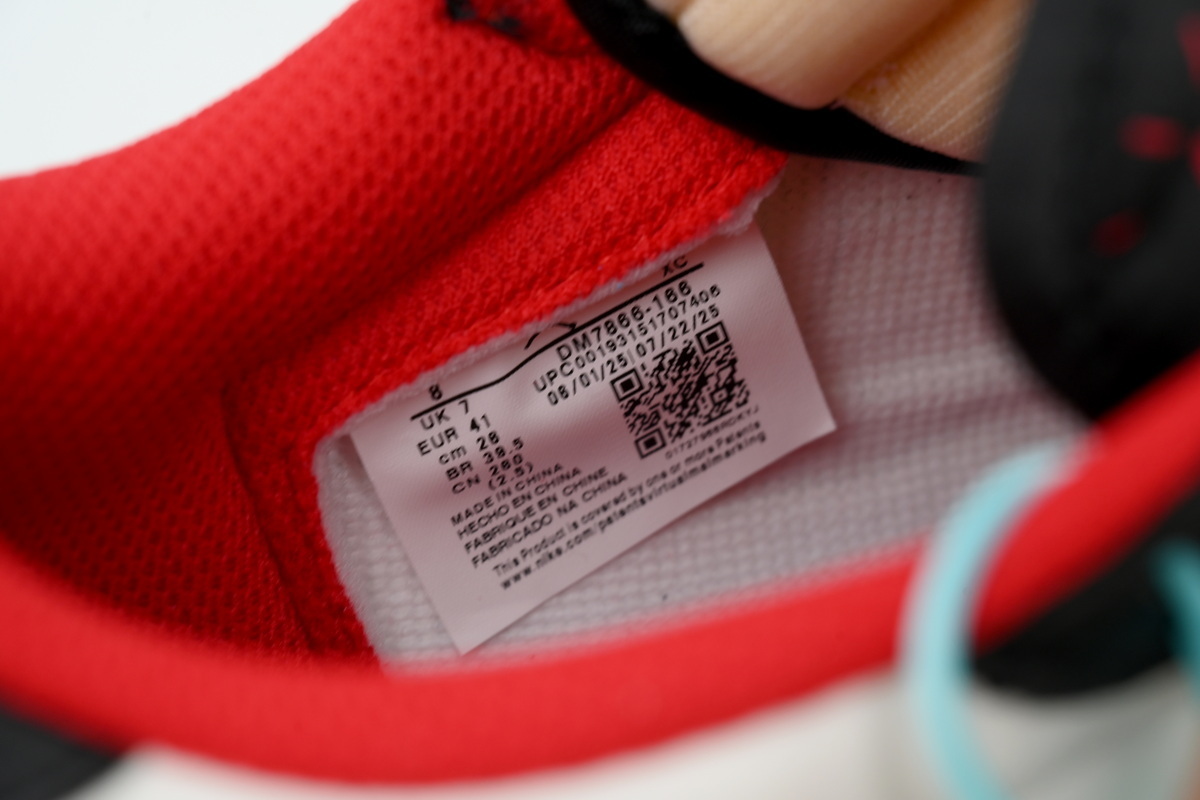 8
XC
UK 7
EUR 41
cm 26
BR 38.5
CN 260
(2.5)
DM7866-166
UPC00193151707406
06/01/25 07/22/25
MADE IN CHINA
HECHO EN CHINA
FABRIQUE EN CHINE
FABRICADO NA CHINA
This Product is covered by one or more Patents
www.nike.com/patentsvirtualmarking